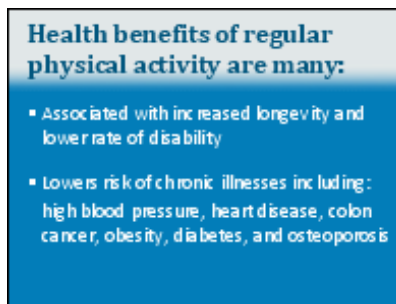 Health benefits of regular
physical activity are many:
▪ Associated with increased longevity and
lower rate of disability
▪ Lowers risk of chronic illnesses including:
high blood pressure, heart disease, colon
cancer, obesity, diabetes, and osteoporosis